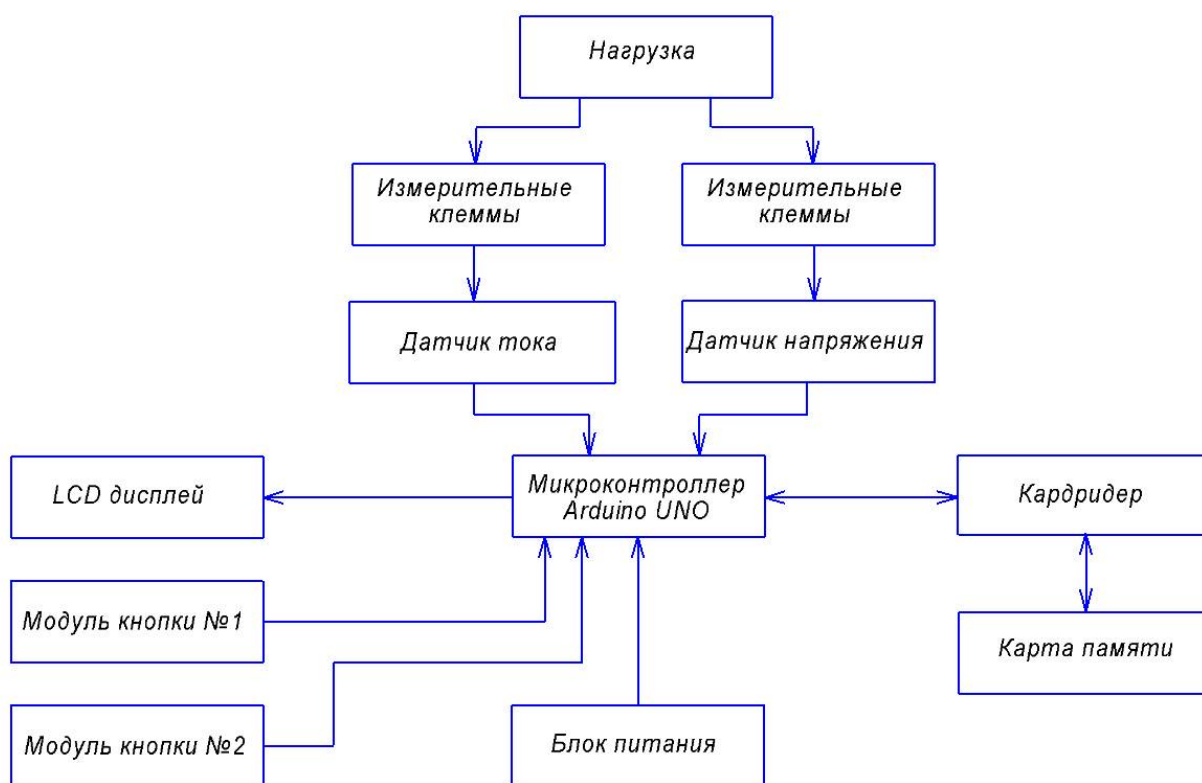 Нагрузка
Измерительные
клеммы
Измерительные
клеммы
Датчик тока
Датчик напряжения
LCD дисплей
Микроконтроллер
Arduino UNO
Кардридер
Модуль кнопки №1
Карта памяти
Модуль кнопки №2
Блок питания